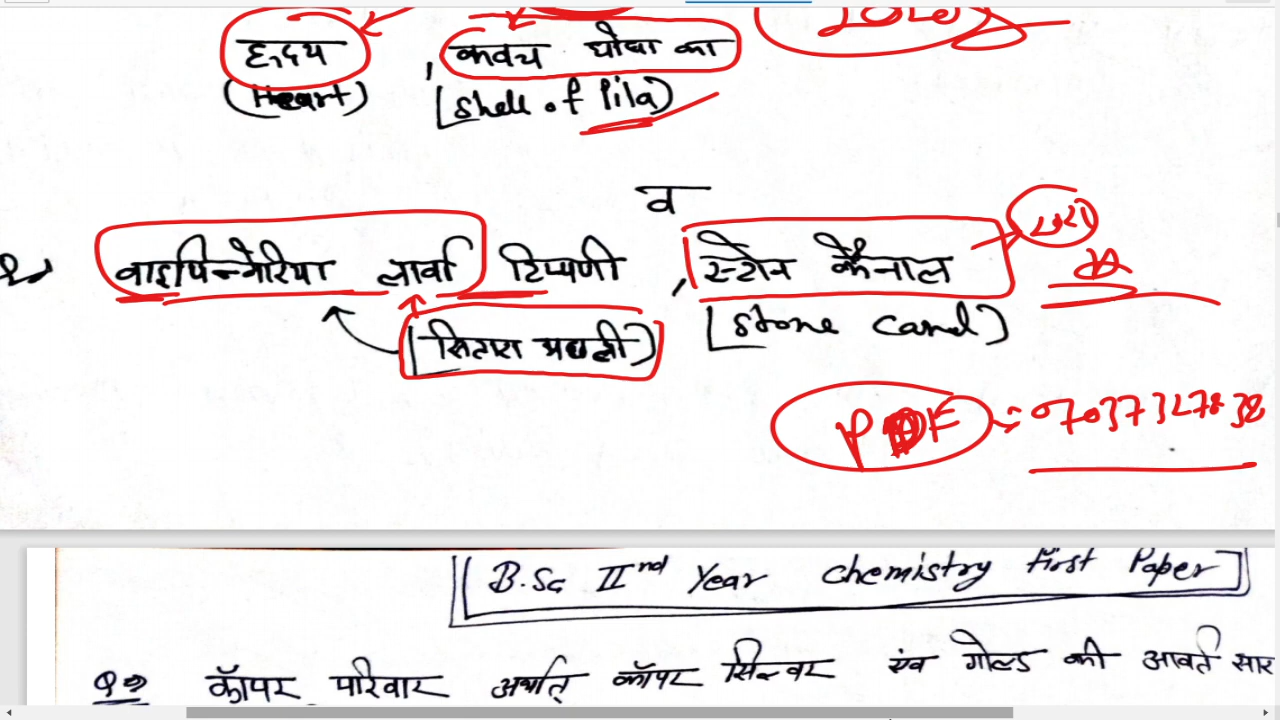 हृदय , कवच घोंघा का
(Heart) [Shell of Pila)
व
वाइपिन्नेरिया लार्वा टिप्पणी , स्टोन कैनाल
[सितारा मछली) [Stone Canal)
PDF = 07037327838
[B.Sc IInd Year Chemistry First Paper]
Q⇒ कॉपर परिवार अर्थात् कॉपर सिल्वर एंव गोल्ड की आवर्त सार